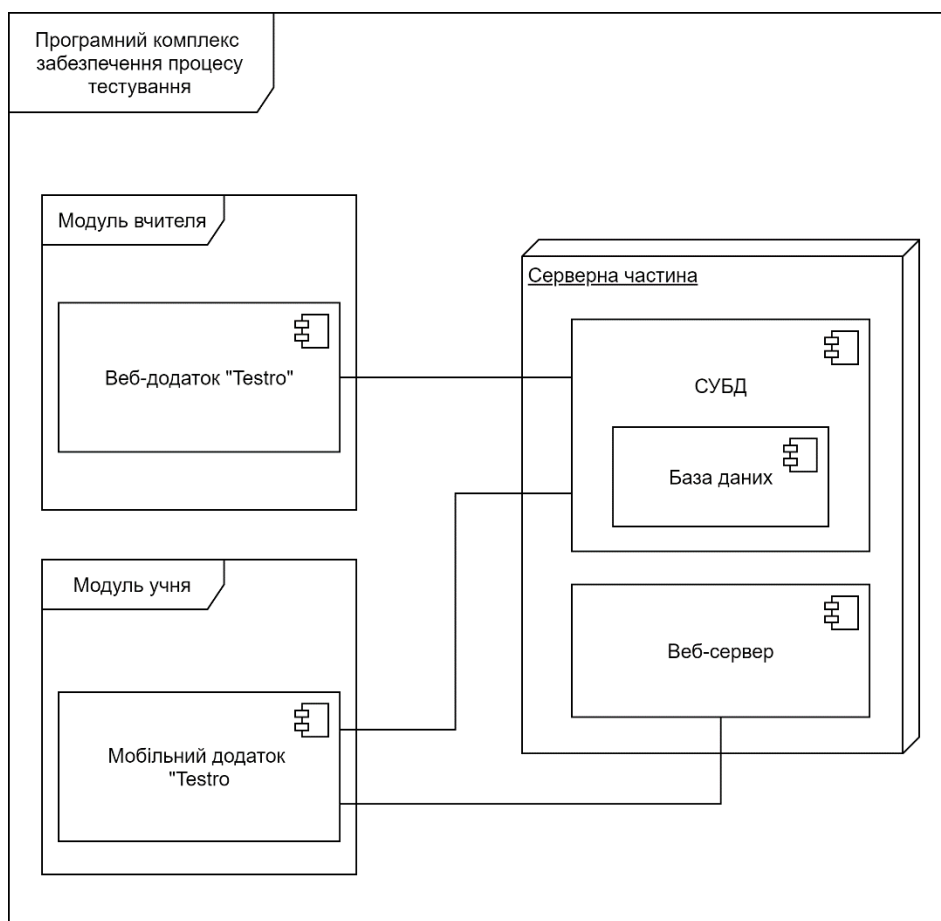 Програмний комплекс
забезпечення процесу
тестування
Модуль вчителя
Веб-додаток "Testro"
Серверна частина
СУБД
База даних
Модуль учня
Мобільний додаток
"Testro
Веб-сервер